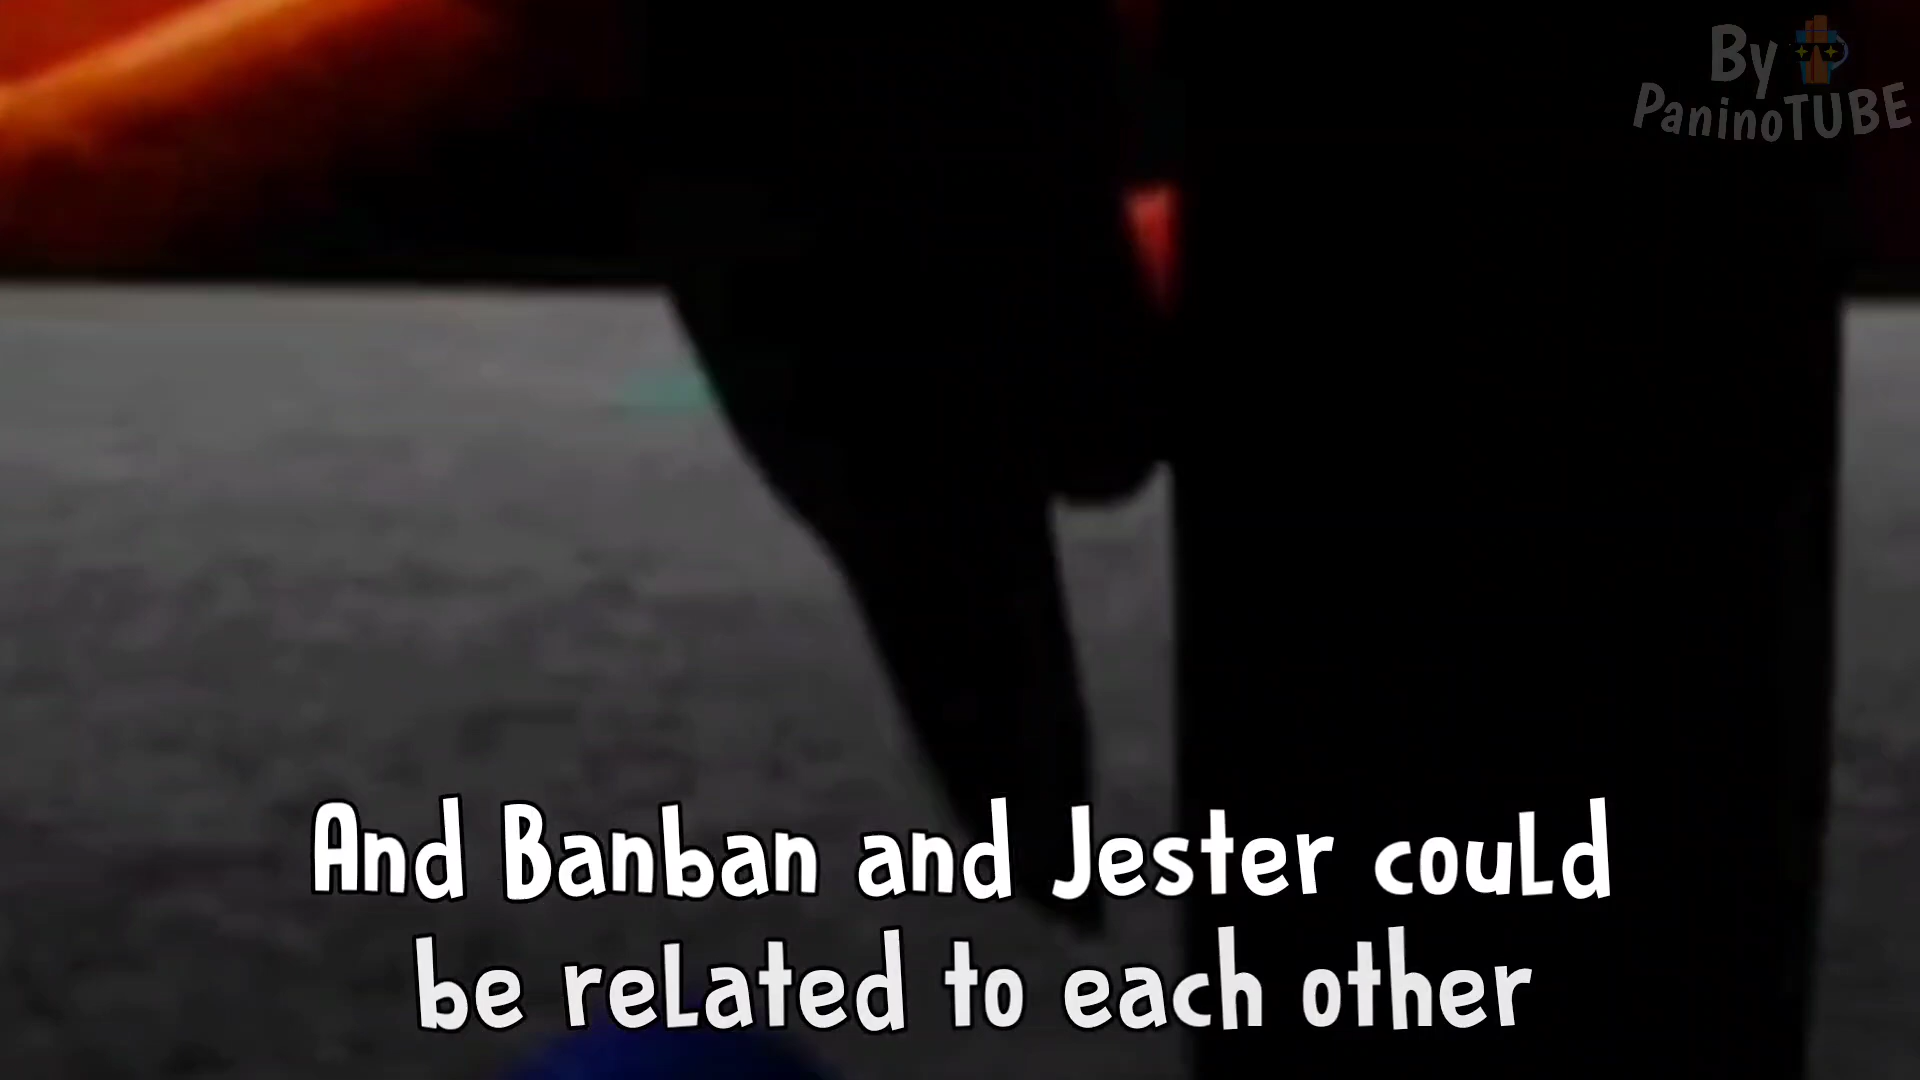 By
PaninoTUBE
And Banban and Jester could
be related to each other